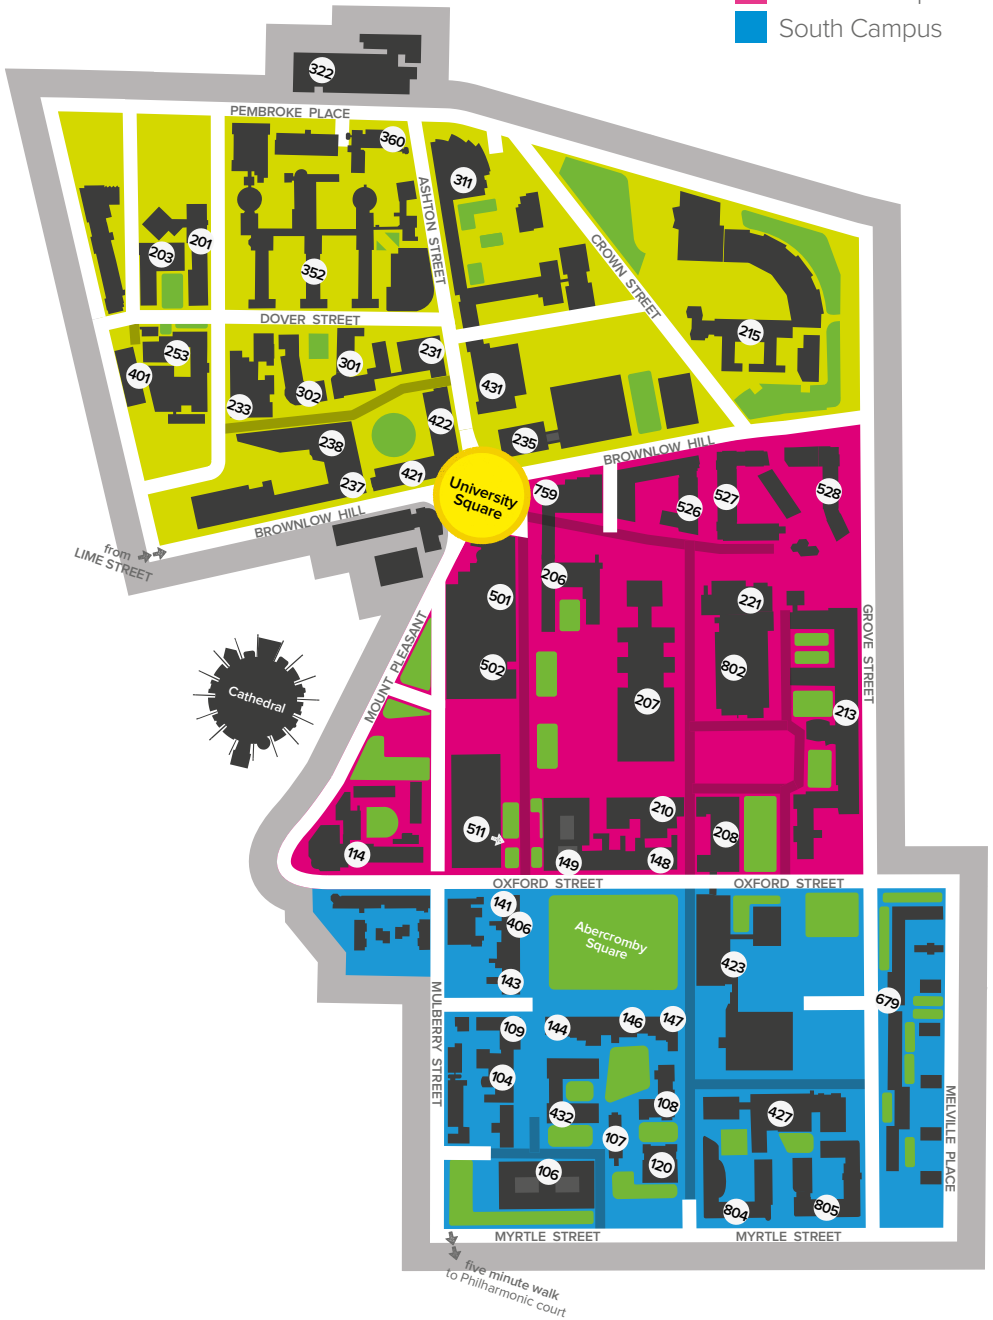 South Campus
322
PEMBROKE PLACE
360
311
ASHTON STREET
201
203
352
CROWN STREET
DOVER STREET
215
253
401
301
231
302
233
431
422
238
235
BROWNLOW HILL
421
237
University
Square
759
526
527
528
BROWNLOW HILL
from
LIME STREET
206
501
221
GROVE STREET
MOUNT PLEASANT
502
802
Cathedral
207
213
210
511
208
114
149
148
OXFORD STREET
OXFORD STREET
141
406
Abercromby
Square
423
143
679
MULBERRY STREET
109
144
146
147
104
108
432
427
MELVILLE PLACE
107
120
106
804
805
MYRTLE STREET
MYRTLE STREET
five minute walk
to Philharmonic court